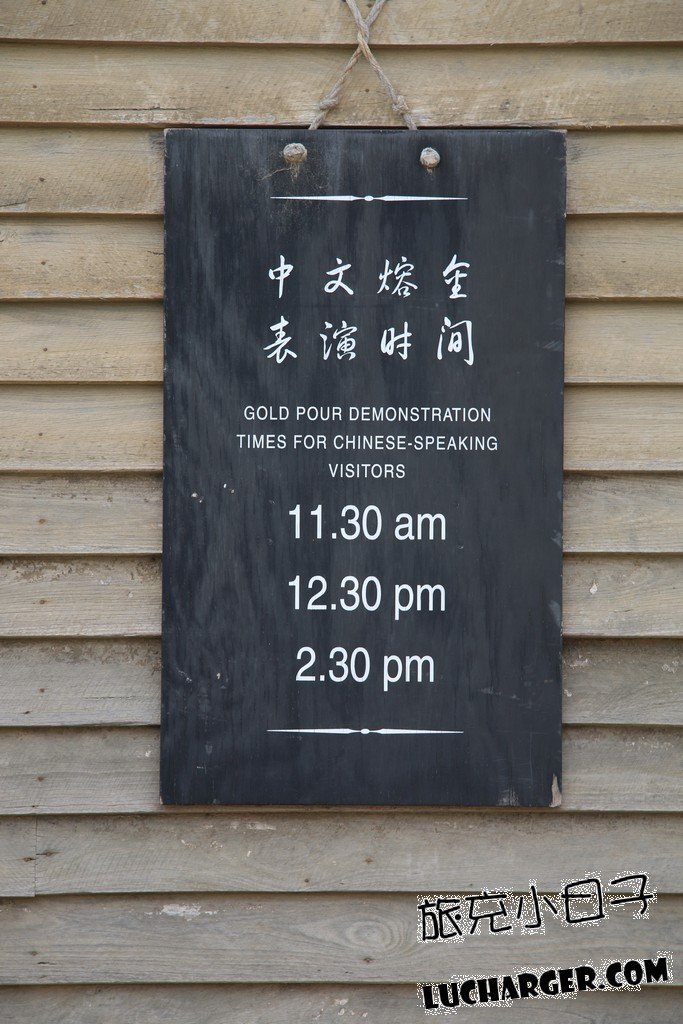 中文熔金
表演时间
GOLD POUR DEMONSTRATION
TIMES FOR CHINESE-SPEAKING
VISITORS
11.30 am
12.30 pm
2.30 pm
旅克小日子
LUCHARGER.COM